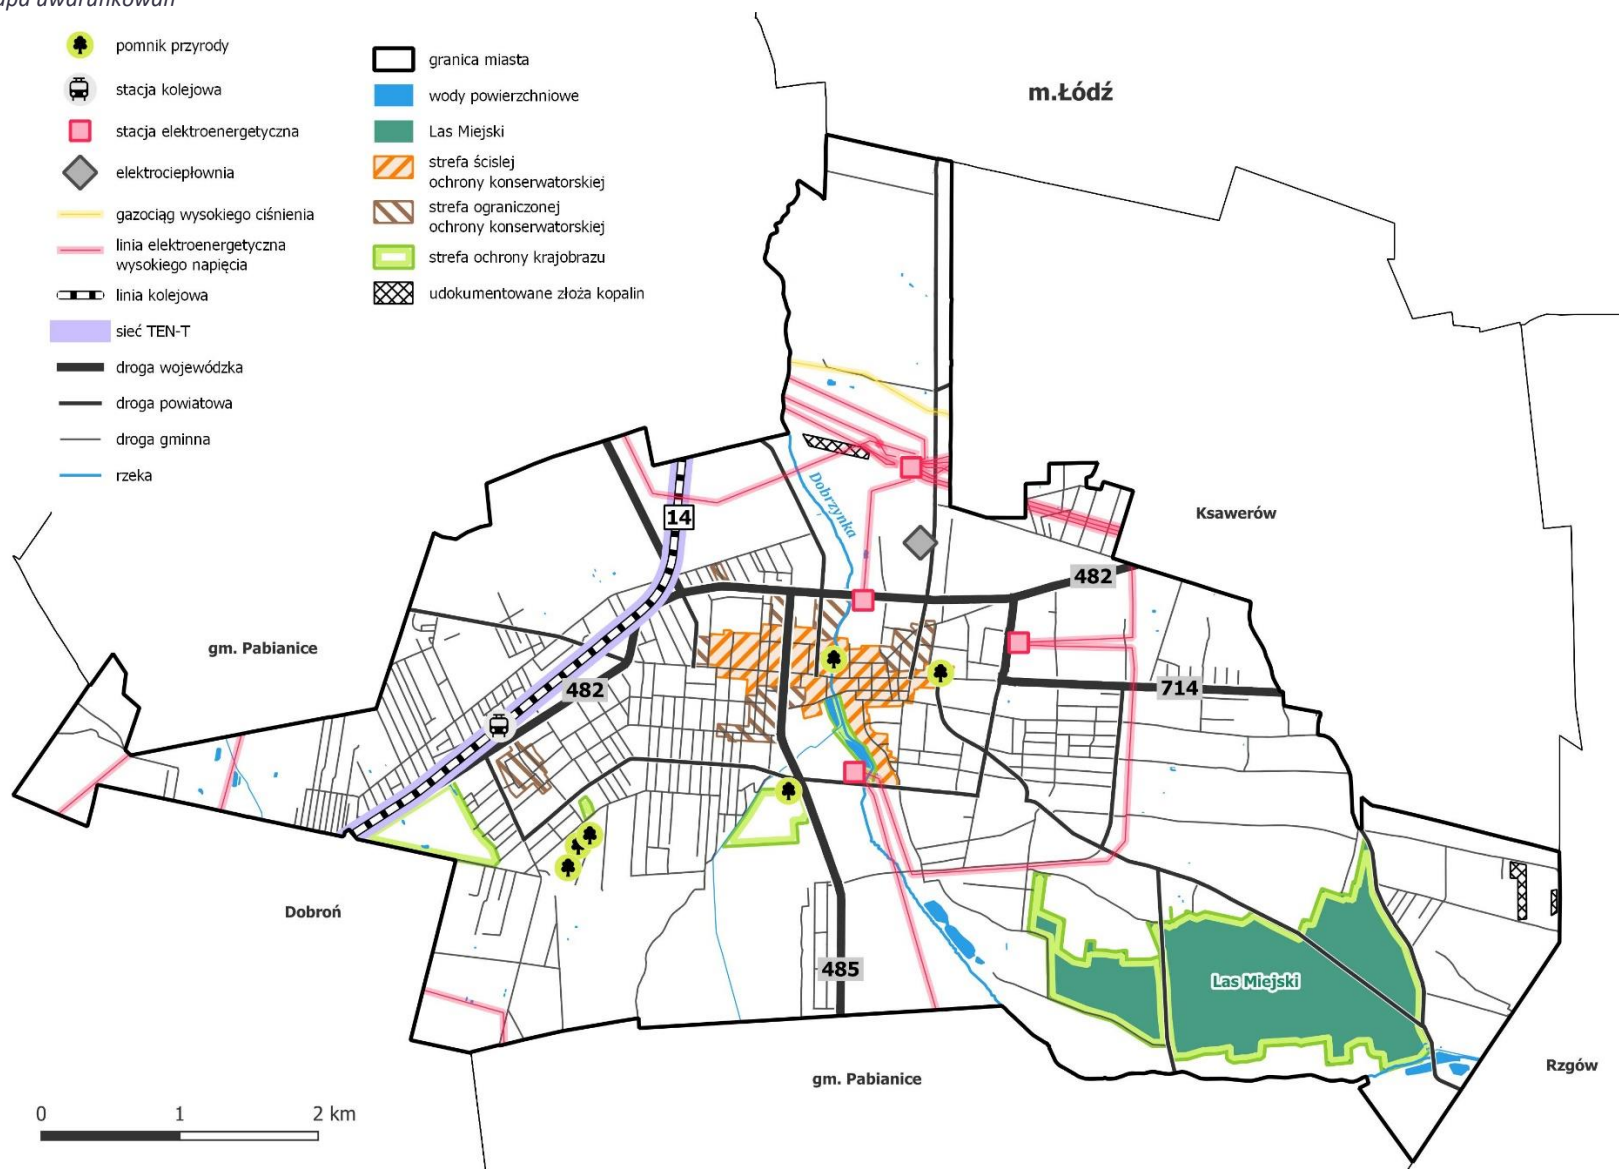 uwarunkowań
pomnik przyrody
stacja kolejowa
stacja elektroenergetyczna
elektrociepłownia
gazociąg wysokiego ciśnienia
linia elektroenergetyczna
wysokiego napięcia
linia kolejowa
sieć TEN-T
droga wojewódzka
droga powiatowa
droga gminna
rzeka
granica miasta
wody powierzchniowe
Las Miejski
strefa ścislej
ochrony konserwatorskiej
strefa ograniczonej
ochrony konserwatorskiej
strefa ochrony krajobrazu
udokumentowane złoża kopalin
m.Łódź
Dobrzynka
Ksawerów
14
482
gm. Pabianice
482
714
Dobroń
485
Las Miejski
gm. Pabianice
Rzgów
0 1 2 km